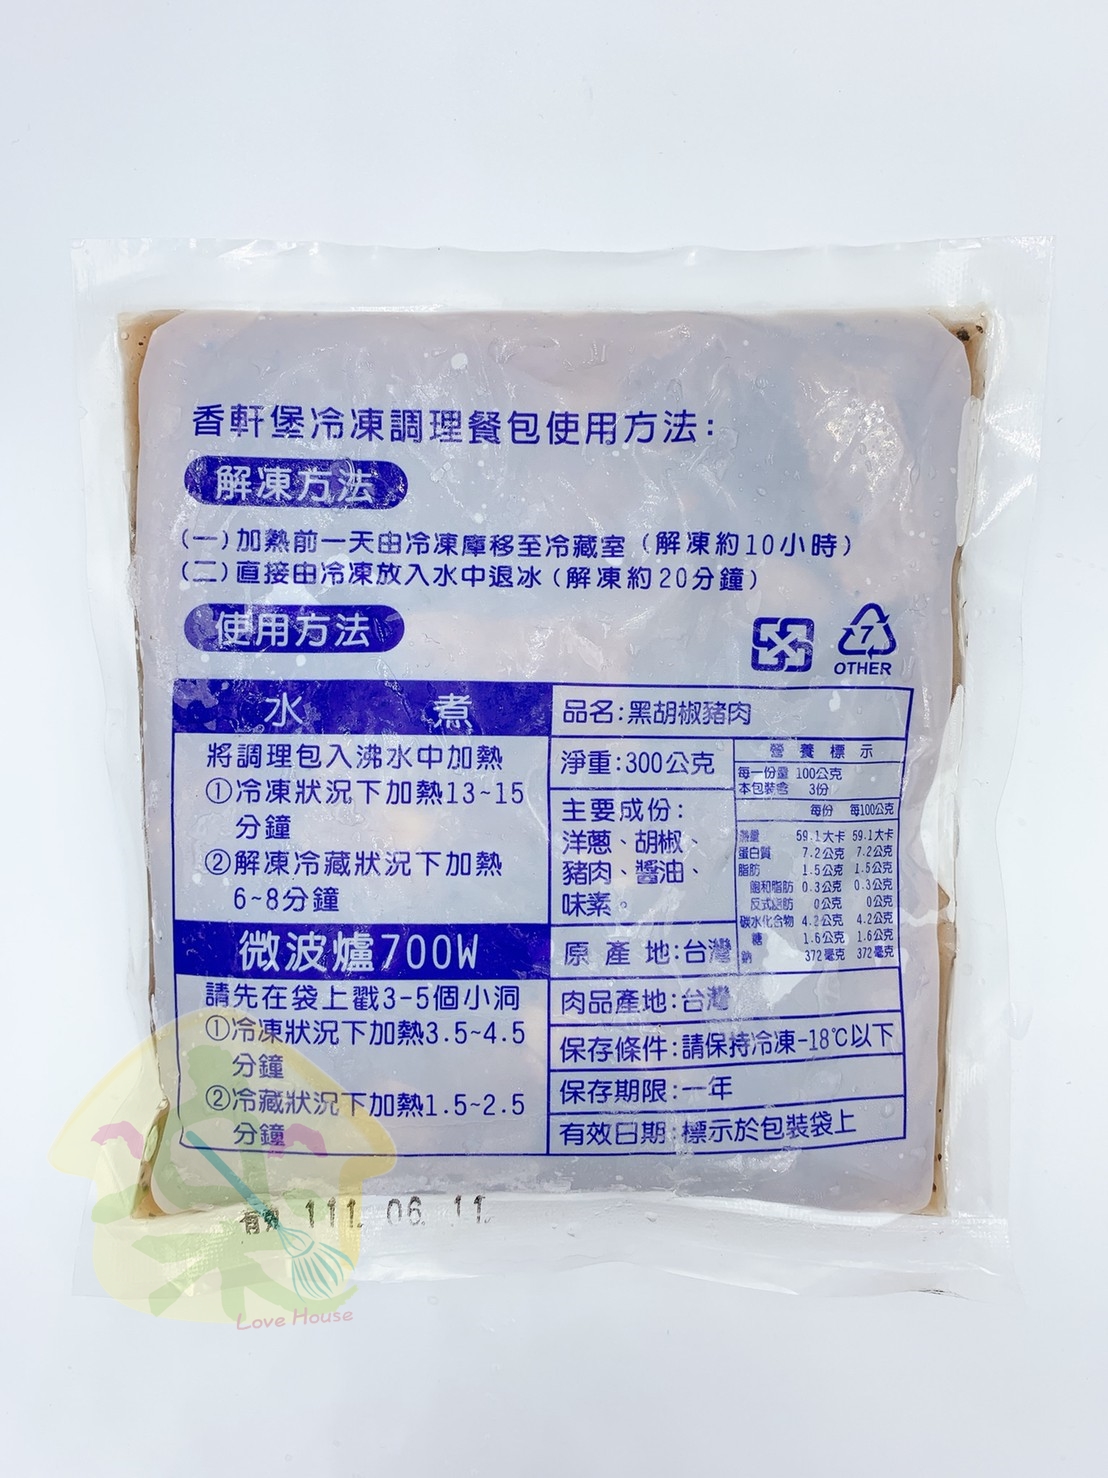 香軒堡冷凍調理餐包使用方法:
解凍方法
(一)加熱前一天由冷凍庫移至冷藏室(解凍約10小時)
(二)直接由冷凍放入水中退冰(解凍約20分鐘)
使用方法
7
OTHER
水 煮
將調理包入沸水中加熱
①冷凍狀況下加熱13~15
分鐘
②解凍冷藏狀況下加熱
6~8分鐘
微波爐700W
請先在袋上戳3-5個小洞
①冷凍狀況下加熱3.5~4.5
分鐘
②冷藏狀況下加熱1.5~2.5
分鐘
品名:黑胡椒豬肉
淨重:300公克
主要成份:
洋蔥、胡椒、
豬肉、醬油、
味素。
原產地:台灣
營養標示
每一份量 100公克
本包裝含 3份
每份 每100公克
熱量 59.1大卡 59.1大卡
蛋白質 7.2公克 7.2公克
脂肪 1.5公克 1.5公克
飽和脂肪 0.3公克 0.3公克
反式脂肪 0公克 0公克
碳水化合物 4.2公克 4.2公克
糖 1.6公克 1.6公克
鈉 372毫克 372毫克
肉品產地:台灣
保存條件:請保持冷凍-18℃以下
保存期限:一年
有效日期:標示於包裝袋上
有效 111. 06. 11.
Love House